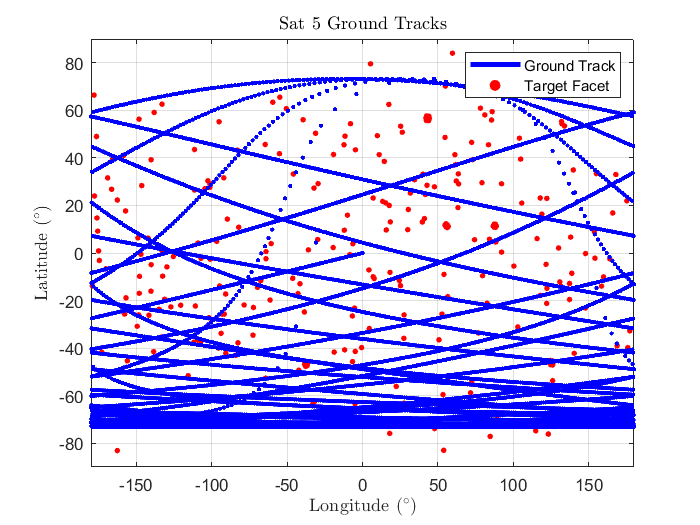 Sat 5 Ground Tracks
Ground Track
Target Facet
80
60
40
20
0
-20
-40
-60
-80
Latitude (°)
-150 -100 -50 0 50 100 150
Longitude (°)